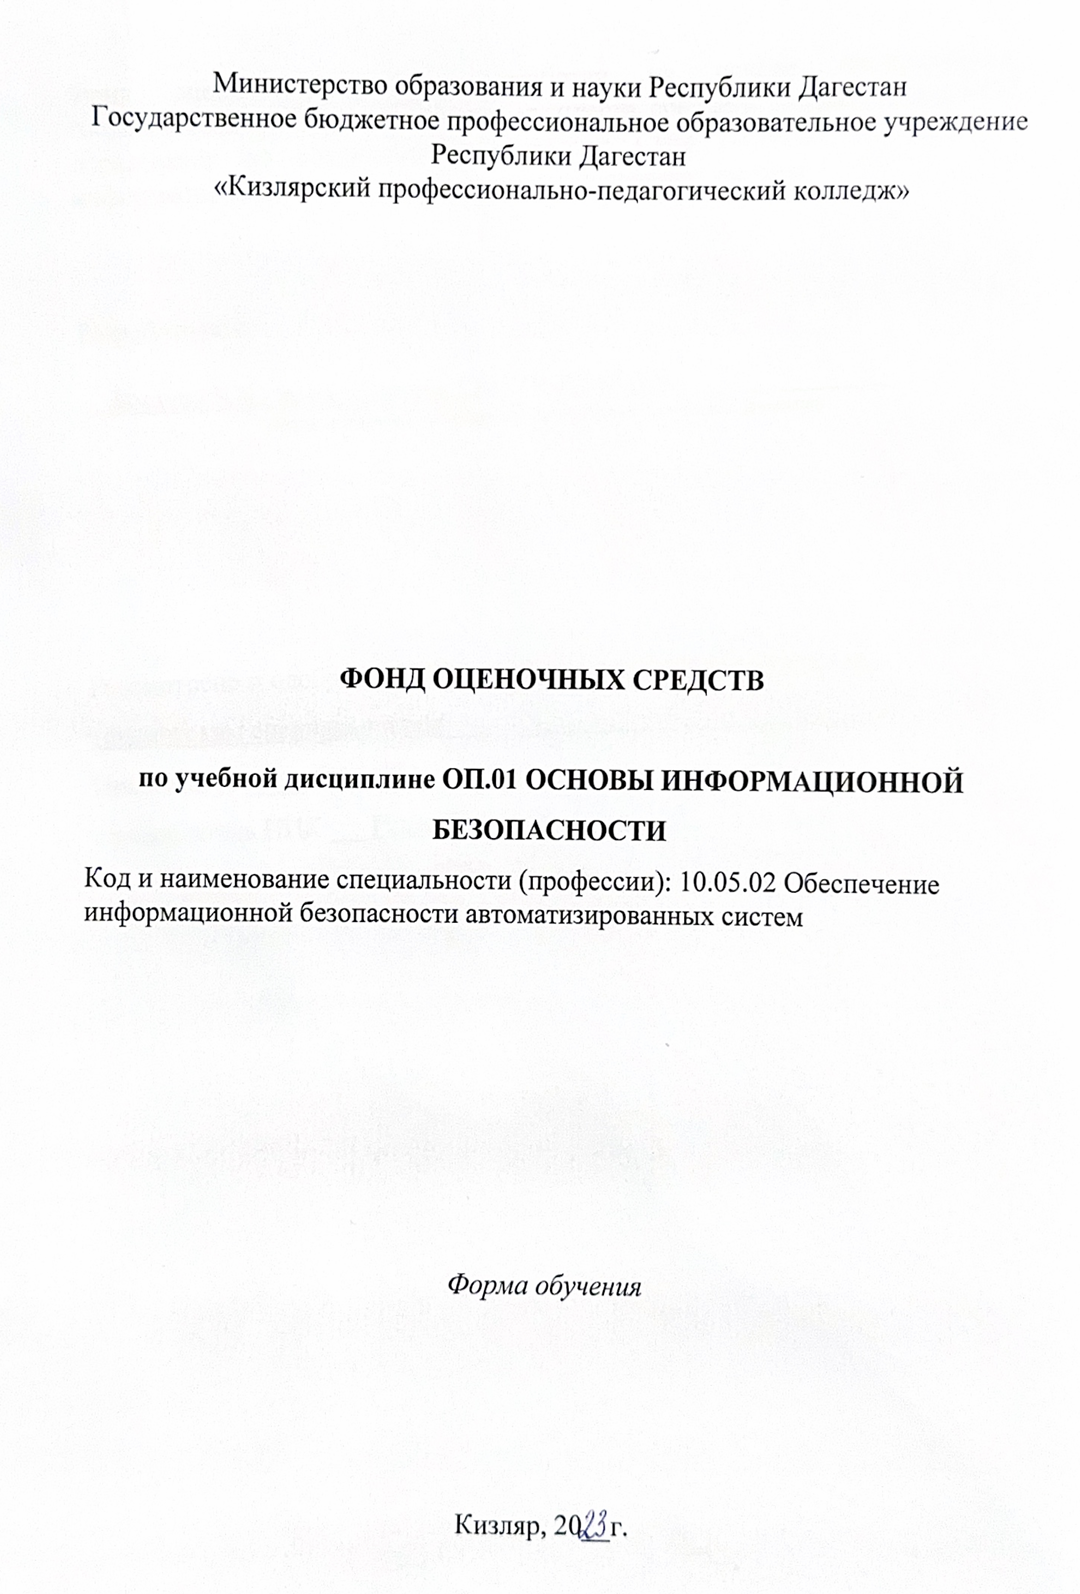 Министерство образования и науки Республики Дагестан
Государственное бюджетное профессиональное образовательное учреждение
Республики Дагестан
«Кизлярский профессионально-педагогический колледж»
ФОНД ОЦЕНОЧНЫХ СРЕДСТВ
по учебной дисциплине ОП.01 ОСНОВЫ ИНФОРМАЦИОННОЙ
БЕЗОПАСНОСТИ
Код и наименование специальности (профессии): 10.05.02 Обеспечение
информационной безопасности автоматизированных систем
Форма обучения
Кизляр, 2023г.